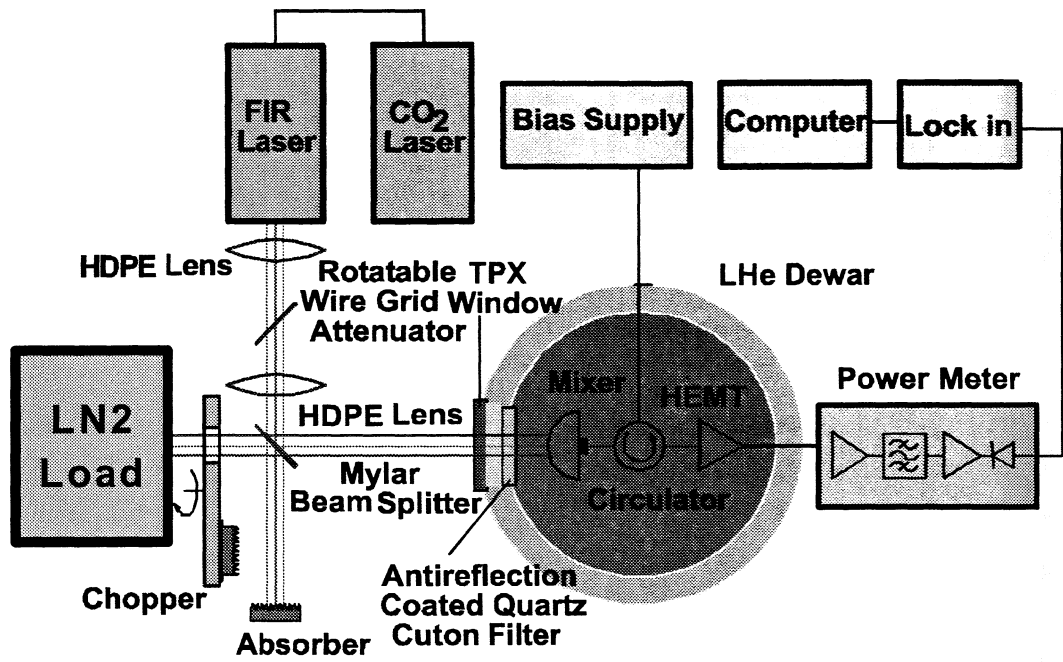 FIR
Laser
CO2
Laser
Bias Supply
Computer
Lock in
HDPE Lens
Rotatable TPX
Wire Grid Window
Attenuator
LHe Dewar
LN2
Load
HDPE Lens
Mixer
HEMT
Power Meter
Mylar
Beam Splitter
Circulator
Chopper
Antireflection
Coated Quartz
Cuton Filter
Absorber